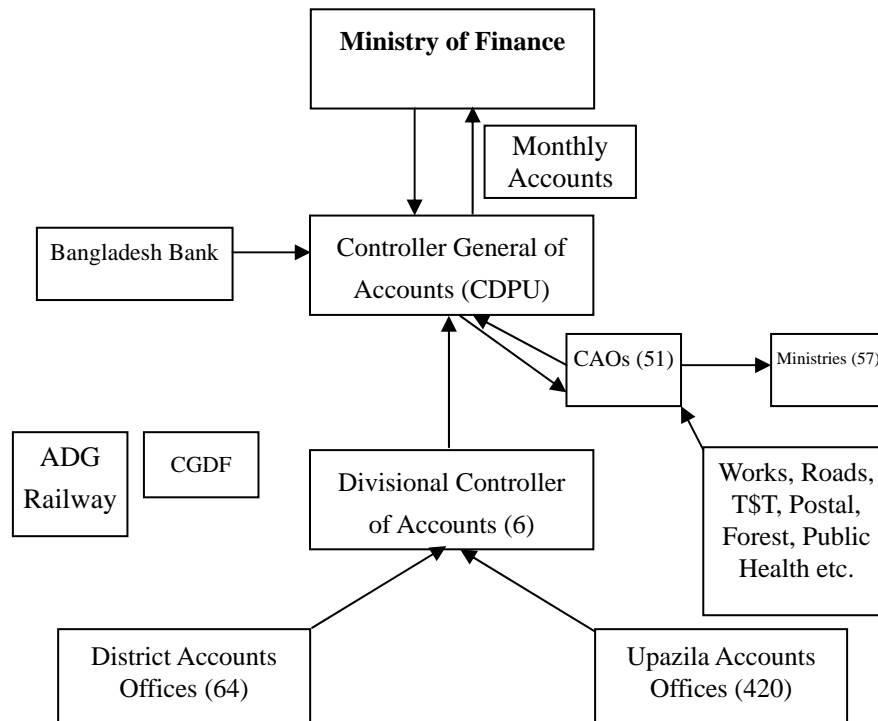 Ministry of Finance
Monthly
Accounts
Bangladesh Bank
Controller General of
Accounts (CDPU)
CAOs (51)
Ministries (57)
ADG
Railway
CGDF
Divisional Controller
of Accounts (6)
Works, Roads,
T$T, Postal,
Forest, Public
Health etc.
District Accounts
Offices (64)
Upazila Accounts
Offices (420)